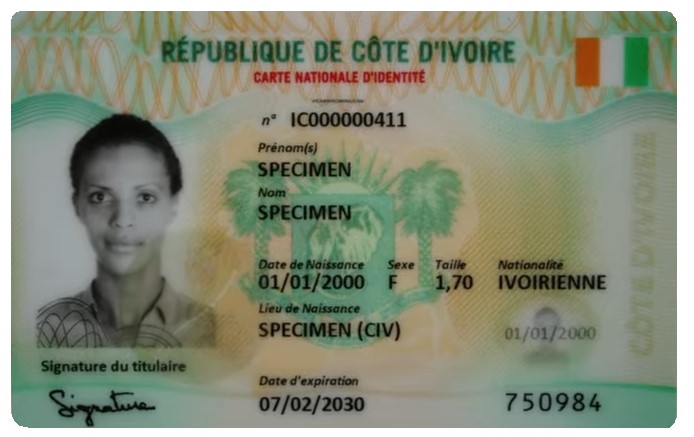 RÉPUBLIQUE DE CÔTE D'IVOIRE
CARTE NATIONALE D'IDENTITÉ
n° IC000000411
Prénom(s)
SPECIMEN
Nom
SPECIMEN
Date de Naissance Sexe Taille Nationalité
01/01/2000 F 1,70 IVOIRIENNE
Lieu de Naissance
SPECIMEN (CIV)
01/01/2000
Signature du titulaire
Signature
Date d'expiration
07/02/2030
750984
CÔTE D'IVOIRE